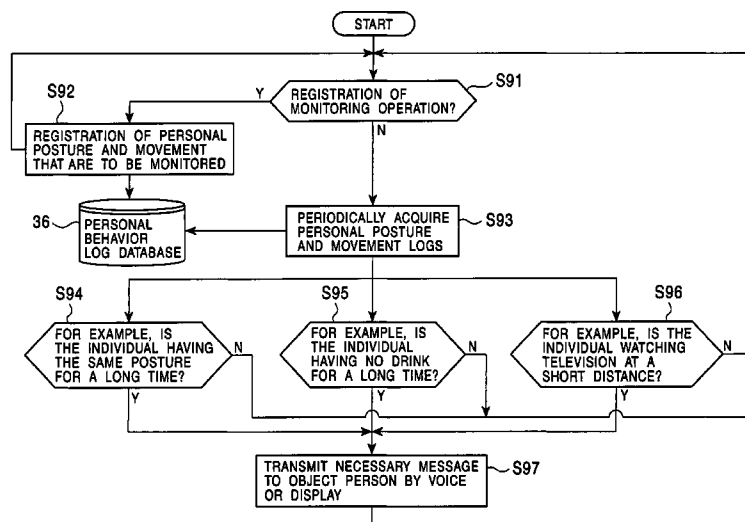 START
S91
REGISTRATION OF
MONITORING OPERATION?
Y
N
S92
REGISTRATION OF PERSONAL
POSTURE AND MOVEMENT
THAT ARE TO BE MONITORED
36
PERSONAL
BEHAVIOR
LOG DATABASE
S93
PERIODICALLY ACQUIRE
PERSONAL POSTURE
AND MOVEMENT LOGS
S94
FOR EXAMPLE, IS
THE INDIVIDUAL HAVING
THE SAME POSTURE
FOR A LONG TIME?
N
Y
S95
FOR EXAMPLE, IS
THE INDIVIDUAL
HAVING NO DRINK
FOR A LONG TIME?
N
Y
S96
FOR EXAMPLE, IS THE
INDIVIDUAL WATCHING
TELEVISION AT A
SHORT DISTANCE?
N
Y
S97
TRANSMIT NECESSARY MESSAGE
TO OBJECT PERSON BY VOICE
OR DISPLAY